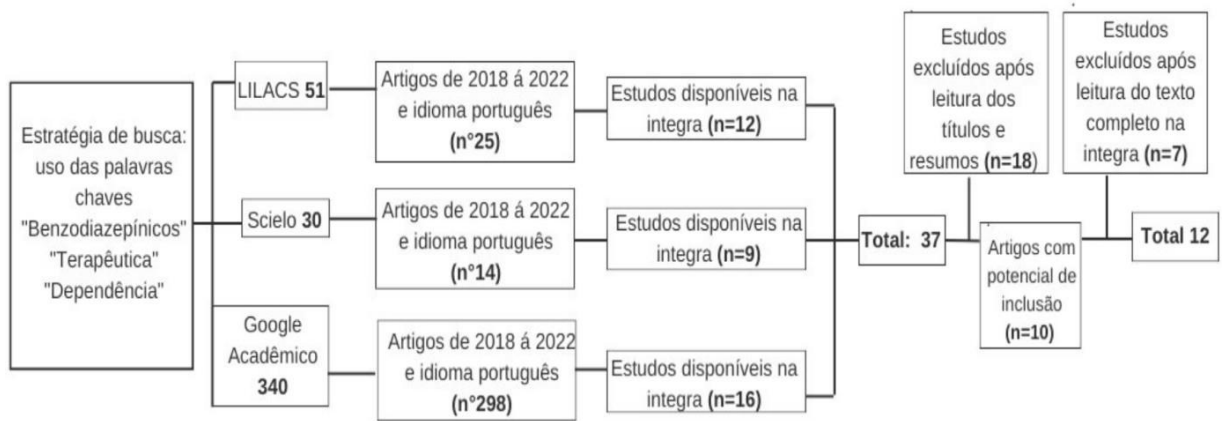 Estratégia de busca:
uso das palavras
chaves
"Benzodiazepínicos"
"Terapêutica"
"Dependência"
LILACS 51
Artigos de 2018 á 2022
e idioma português
(n°25)
Estudos disponíveis na
integra (n=12)
Scielo 30
Artigos de 2018 á 2022
e idioma português
(n°14)
Estudos disponíveis na
integra (n=9)
Google
Acadêmico
340
Artigos de 2018 á 2022
e idioma português
(n°298)
Estudos disponíveis na
integra (n=16)
Total: 37
Estudos
excluídos após
leitura dos
títulos e
resumos (n=18)
Artigos com
potencial de
inclusão
(n=10)
Estudos
excluídos após
leitura do texto
completo na
integra (n=7)
Total 12